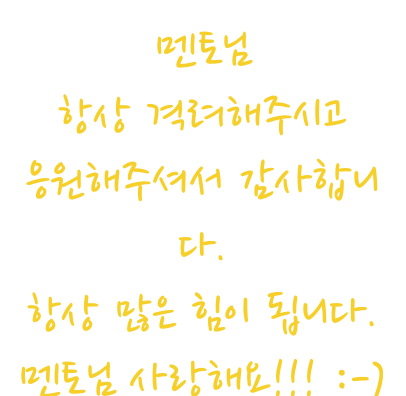 멘토님
항상 격려해주시고
응원해주셔서 감사합니
다.
항상 많은 힘이 됩니다.
멘토님 사랑해요!!! :-)